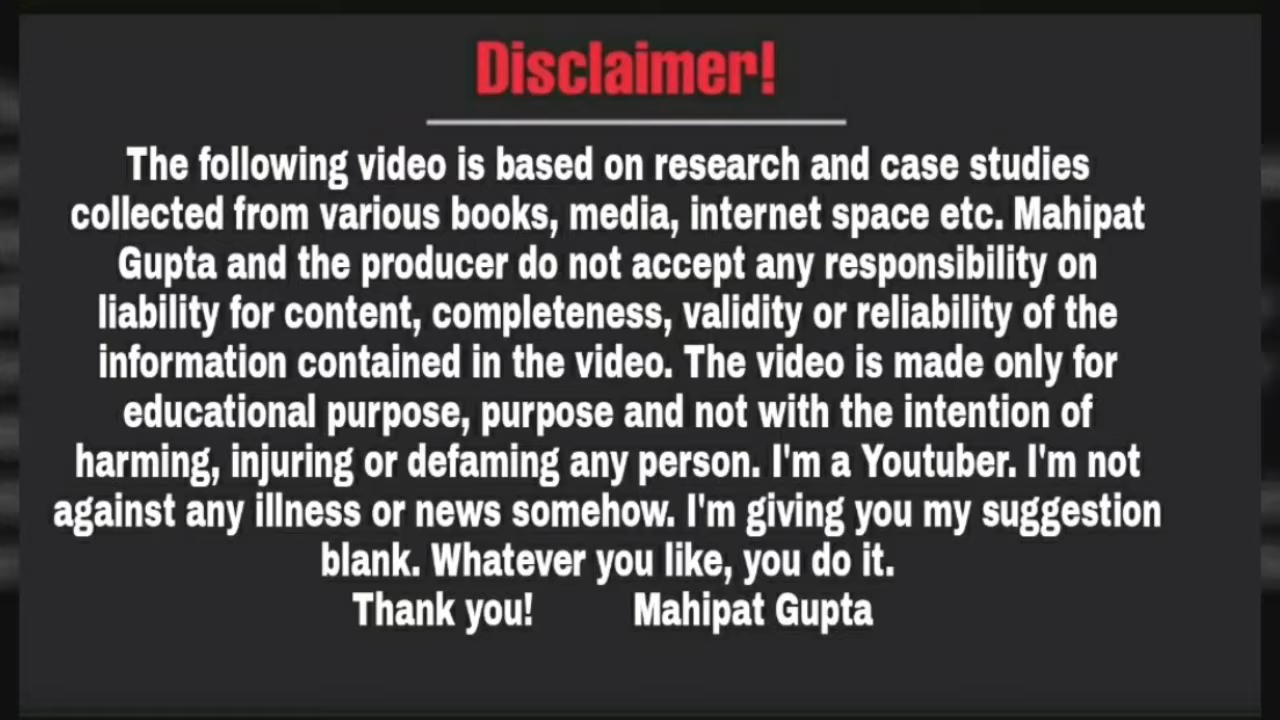 Disclaimer!
The following video is based on research and case studies
collected from various books, media, internet space etc. Mahipat
Gupta and the producer do not accept any responsibility on
liability for content, completeness, validity or reliability of the
information contained in the video. The video is made only for
educational purpose, purpose and not with the intention of
harming, injuring or defaming any person. I'm a Youtuber. I'm not
against any illness or news somehow. I'm giving you my suggestion
blank. Whatever you like, you do it.
Thank you! Mahipat Gupta